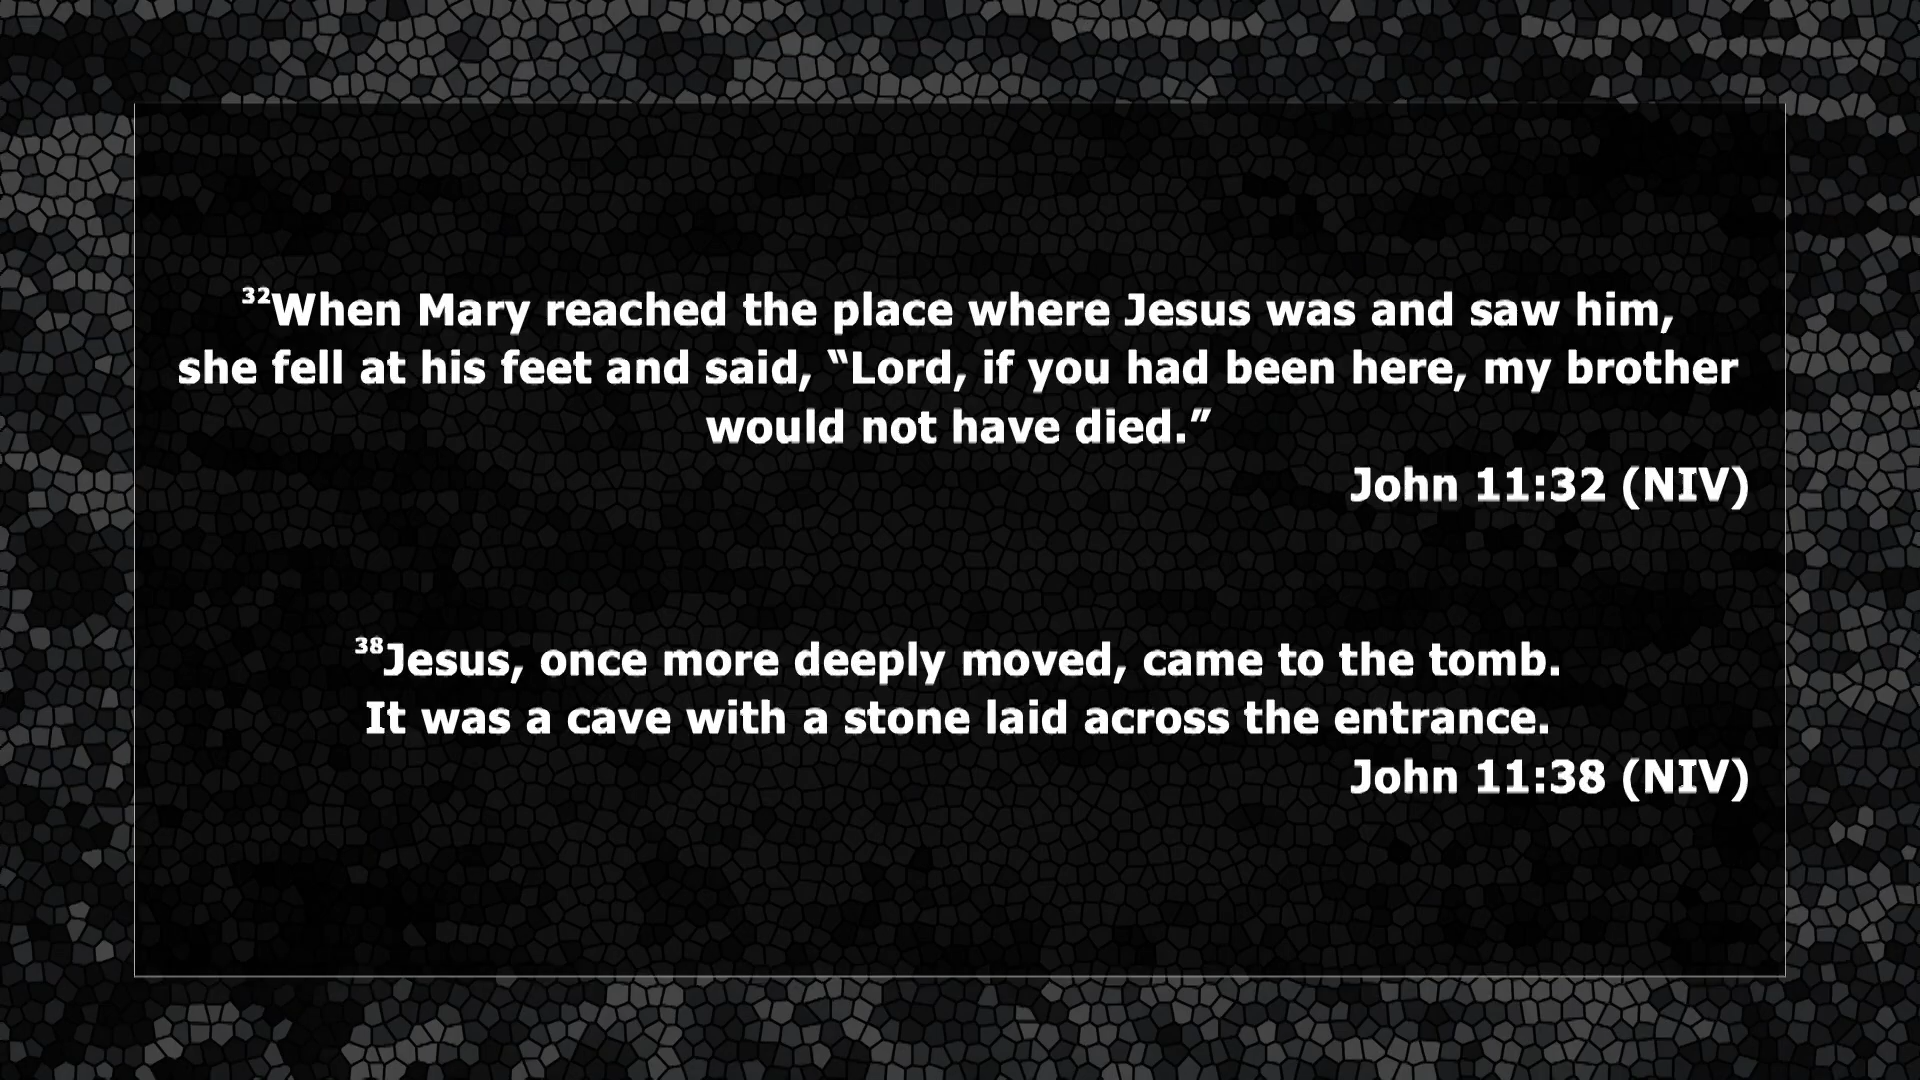 ³²When Mary reached the place where Jesus was and saw him,
she fell at his feet and said, “Lord, if you had been here, my brother
would not have died.”
John 11:32 (NIV)
³⁸Jesus, once more deeply moved, came to the tomb.
It was a cave with a stone laid across the entrance.
John 11:38 (NIV)